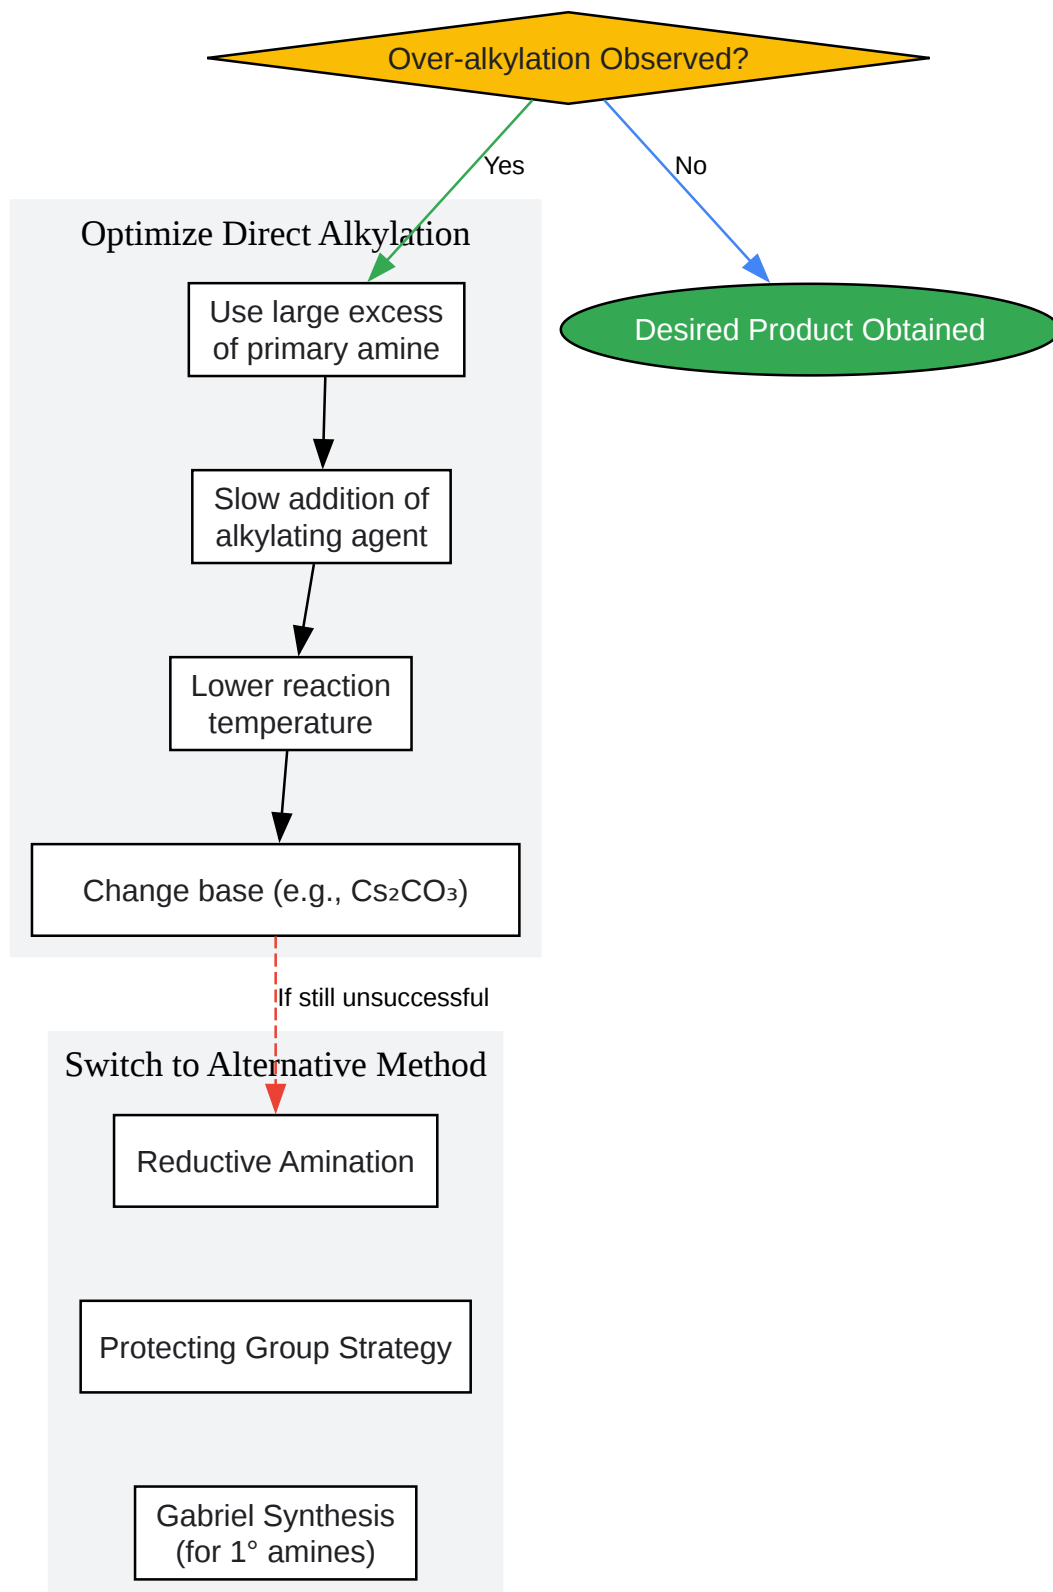 Over-alkylation Observed?
Yes
No
Optimize Direct Alkylation
Use large excess
of primary amine
Desired Product Obtained
Slow addition of
alkylating agent
Lower reaction
temperature
Change base (e.g., Cs₂CO₃)
If still unsuccessful
Switch to Alternative Method
Reductive Amination
Protecting Group Strategy
Gabriel Synthesis
(for 1° amines)